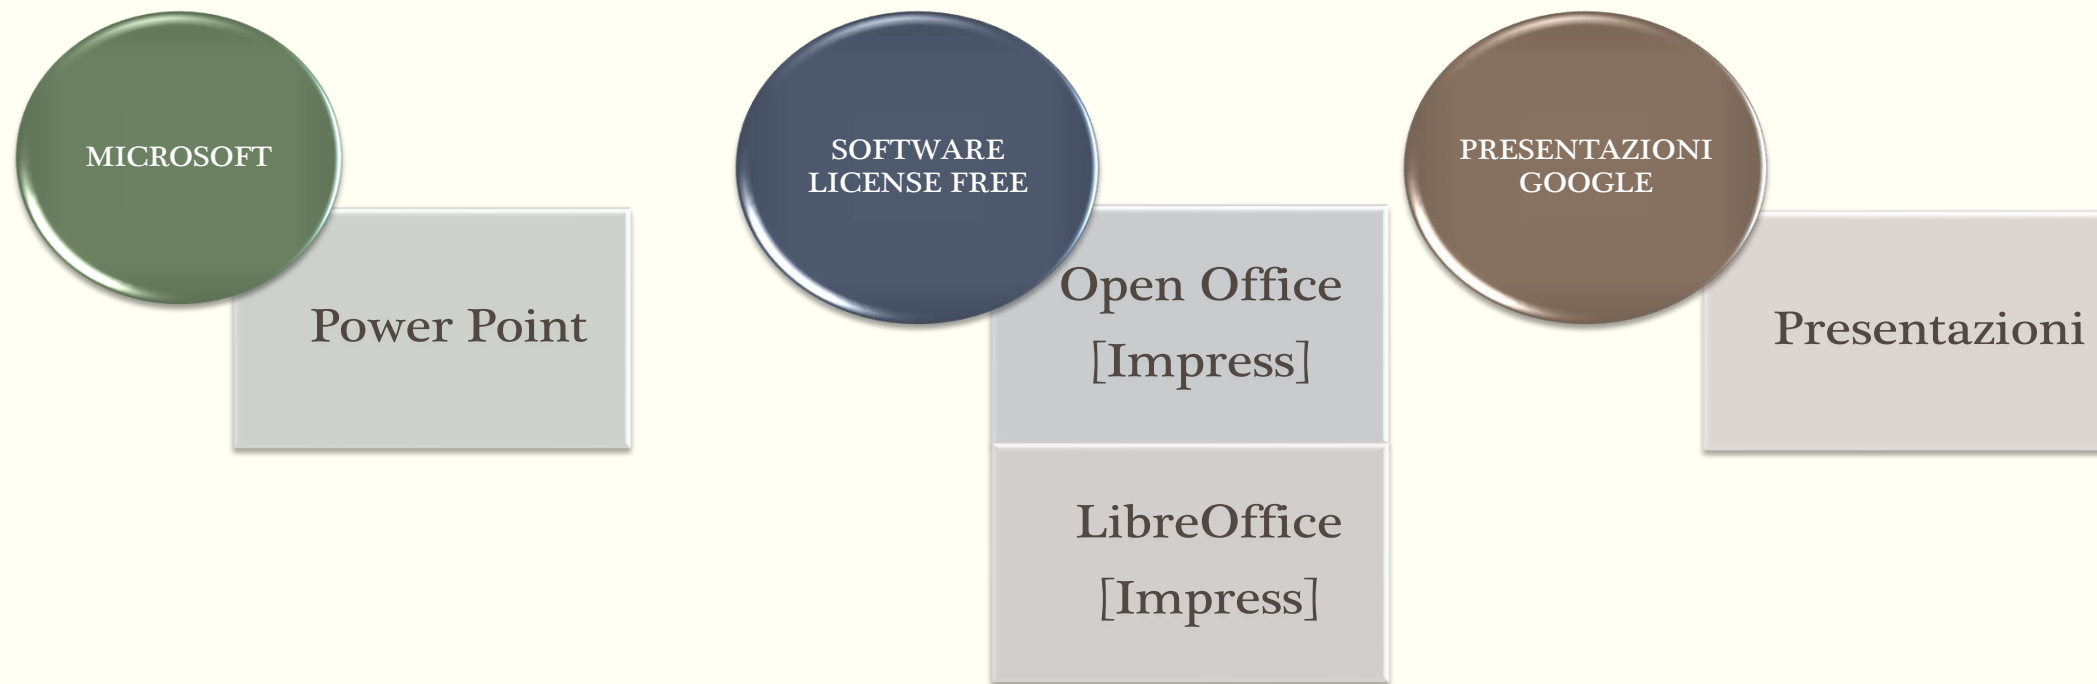 MICROSOFT
Power Point
SOFTWARE
LICENSE FREE
Open Office
[Impress]
LibreOffice
[Impress]
PRESENTAZIONI
GOOGLE
Presentazioni